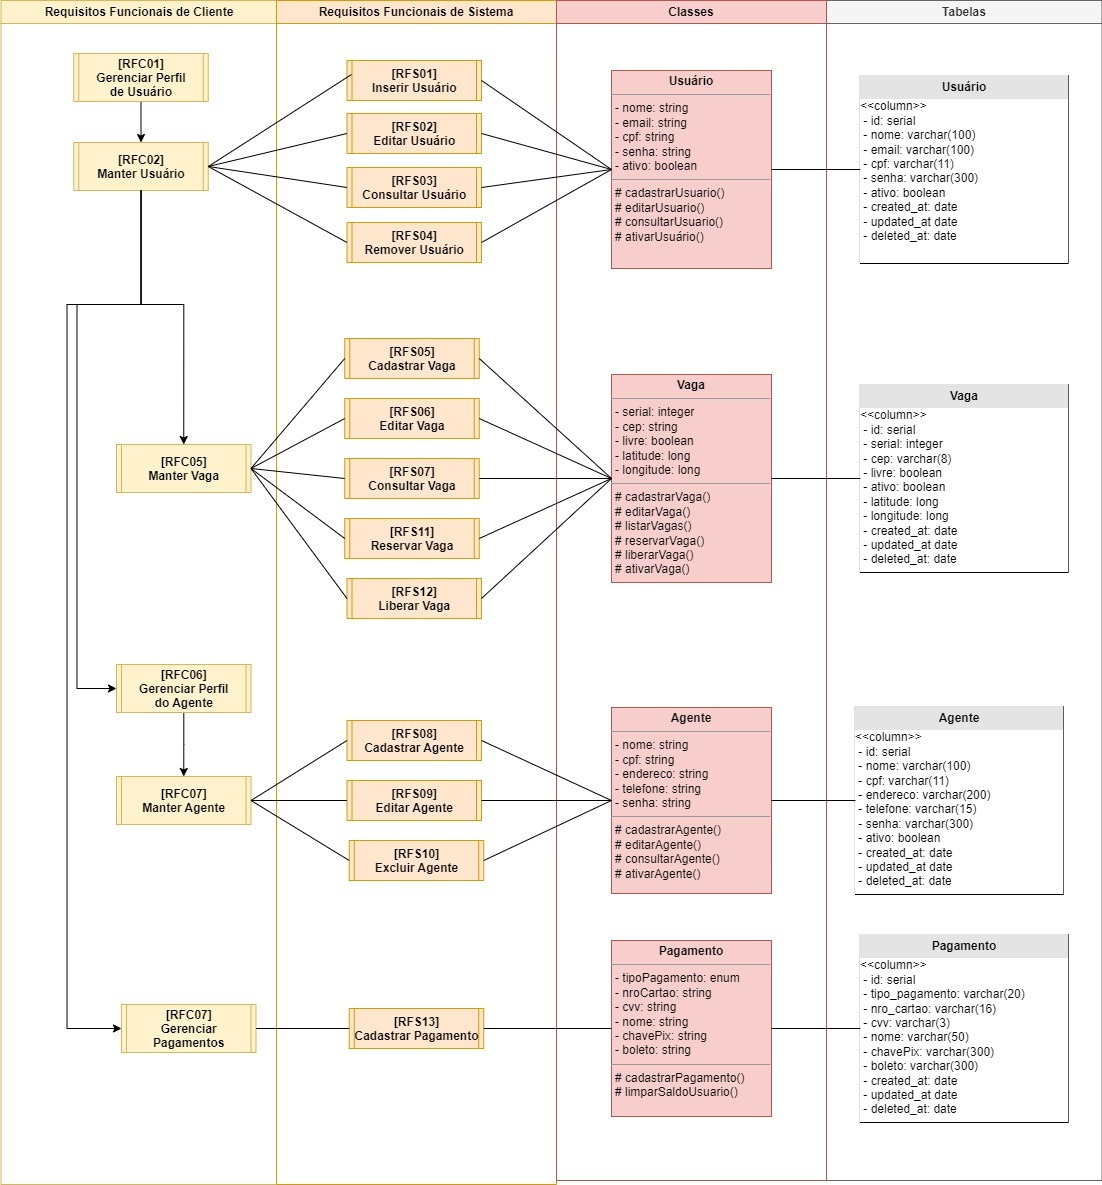 Requisitos Funcionais de Cliente
Requisitos Funcionais de Sistema
Classes
Tabelas
[RFC01]
Gerenciar Perfil
de Usuário
[RFC02]
Manter Usuário
[RFS01]
Inserir Usuário
[RFS02]
Editar Usuário
[RFS03]
Consultar Usuário
[RFS04]
Remover Usuário
Usuário
- nome: string
- email: string
- cpf: string
- senha: string
- ativo: boolean
# cadastrarUsuario()
# editarUsuario()
# consultarUsuario()
# ativarUsuário()
Usuário
<<column>>
- id: serial
- nome: varchar(100)
- email: varchar(100)
- cpf: varchar(11)
- senha: varchar(300)
- ativo: boolean
- created_at: date
- updated_at: date
- deleted_at: date
[RFC05]
Manter Vaga
[RFS05]
Cadastrar Vaga
[RFS06]
Editar Vaga
[RFS07]
Consultar Vaga
[RFS11]
Reservar Vaga
[RFS12]
Liberar Vaga
Vaga
- serial: integer
- cep: string
- livre: boolean
- latitude: long
- longitude: long
# cadastrarVaga()
# editarVaga()
# listarVagas()
# reservarVaga()
# liberarVaga()
# ativarVaga()
Vaga
<<column>>
- id: serial
- serial: integer
- cep: varchar(8)
- livre: boolean
- ativo: boolean
- latitude: long
- longitude: long
- created_at: date
- updated_at date
- deleted_at: date
[RFC06]
Gerenciar Perfil
do Agente
[RFC07]
Manter Agente
[RFS08]
Cadastrar Agente
[RFS09]
Editar Agente
[RFS10]
Excluir Agente
Agente
- nome: string
- cpf: string
- endereco: string
- telefone: string
- senha: string
# cadastrarAgente()
# editarAgente()
# consultarAgente()
# ativarAgente()
Agente
<<column>>
- id: serial
- nome: varchar(100)
- cpf: varchar(11)
- endereco: varchar(200)
- telefone: varchar(15)
- senha: varchar(300)
- ativo: boolean
- created_at: date
- updated_at date
- deleted_at: date
[RFC07]
Gerenciar
Pagamentos
[RFS13]
Cadastrar Pagamento
Pagamento
- tipoPagamento: enum
- nroCartao: string
- cvv: string
- nome: string
- chavePix: string
- boleto: string
# cadastrarPagamento()
# limparSaldoUsuario()
Pagamento
<<column>>
- id: serial
- tipo_pagamento: varchar(20)
- nro_cartao: varchar(16)
- cvv: varchar(3)
- nome: varchar(50)
- chavePix: varchar(300)
- boleto: varchar(300)
- created_at: date
- updated_at date
- deleted_at: date